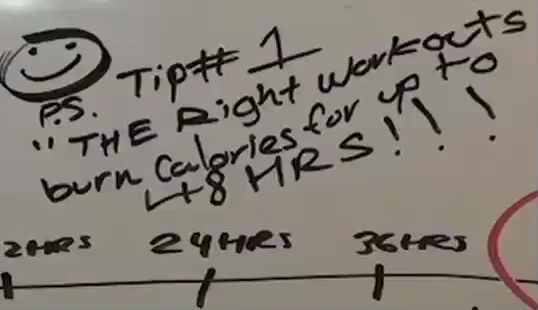 P.S. Tip# 1
"THE Right workouts
burn Calories for up to
48 HRS!!!
2HRS 24HRS 36HRS